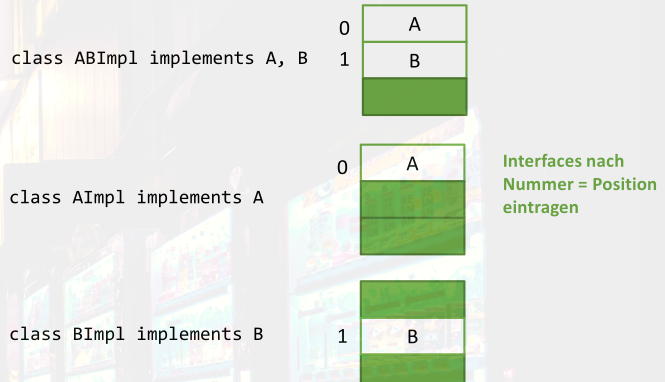 0 A
class ABImpl implements A, B 1 B
0 A
class AImpl implements A
Interfaces nach
Nummer = Position
eintragen
class BImpl implements B 1 B